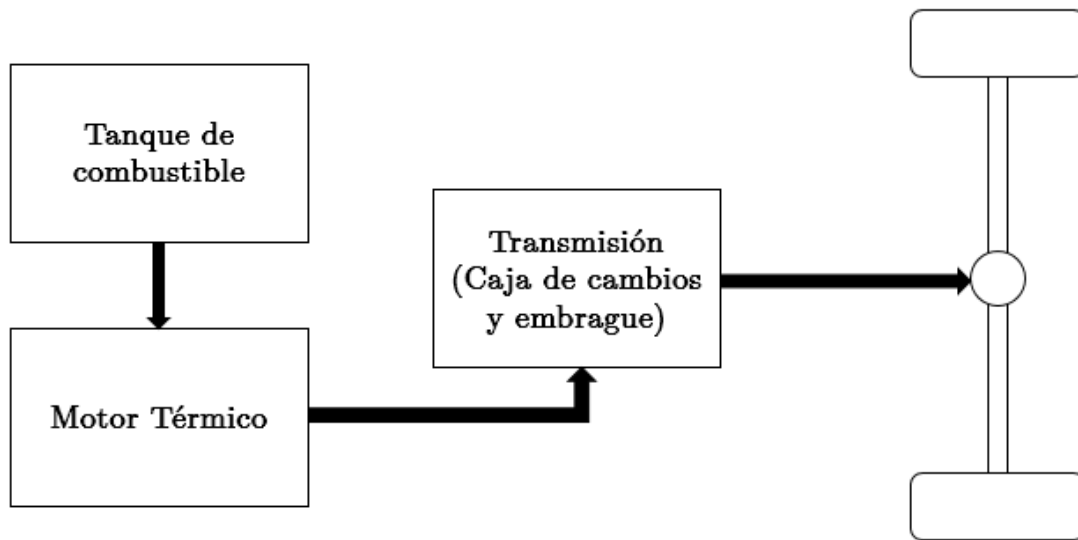 Tanque de
combustible
Transmisión
(Caja de cambios
y embrague)
Motor Térmico